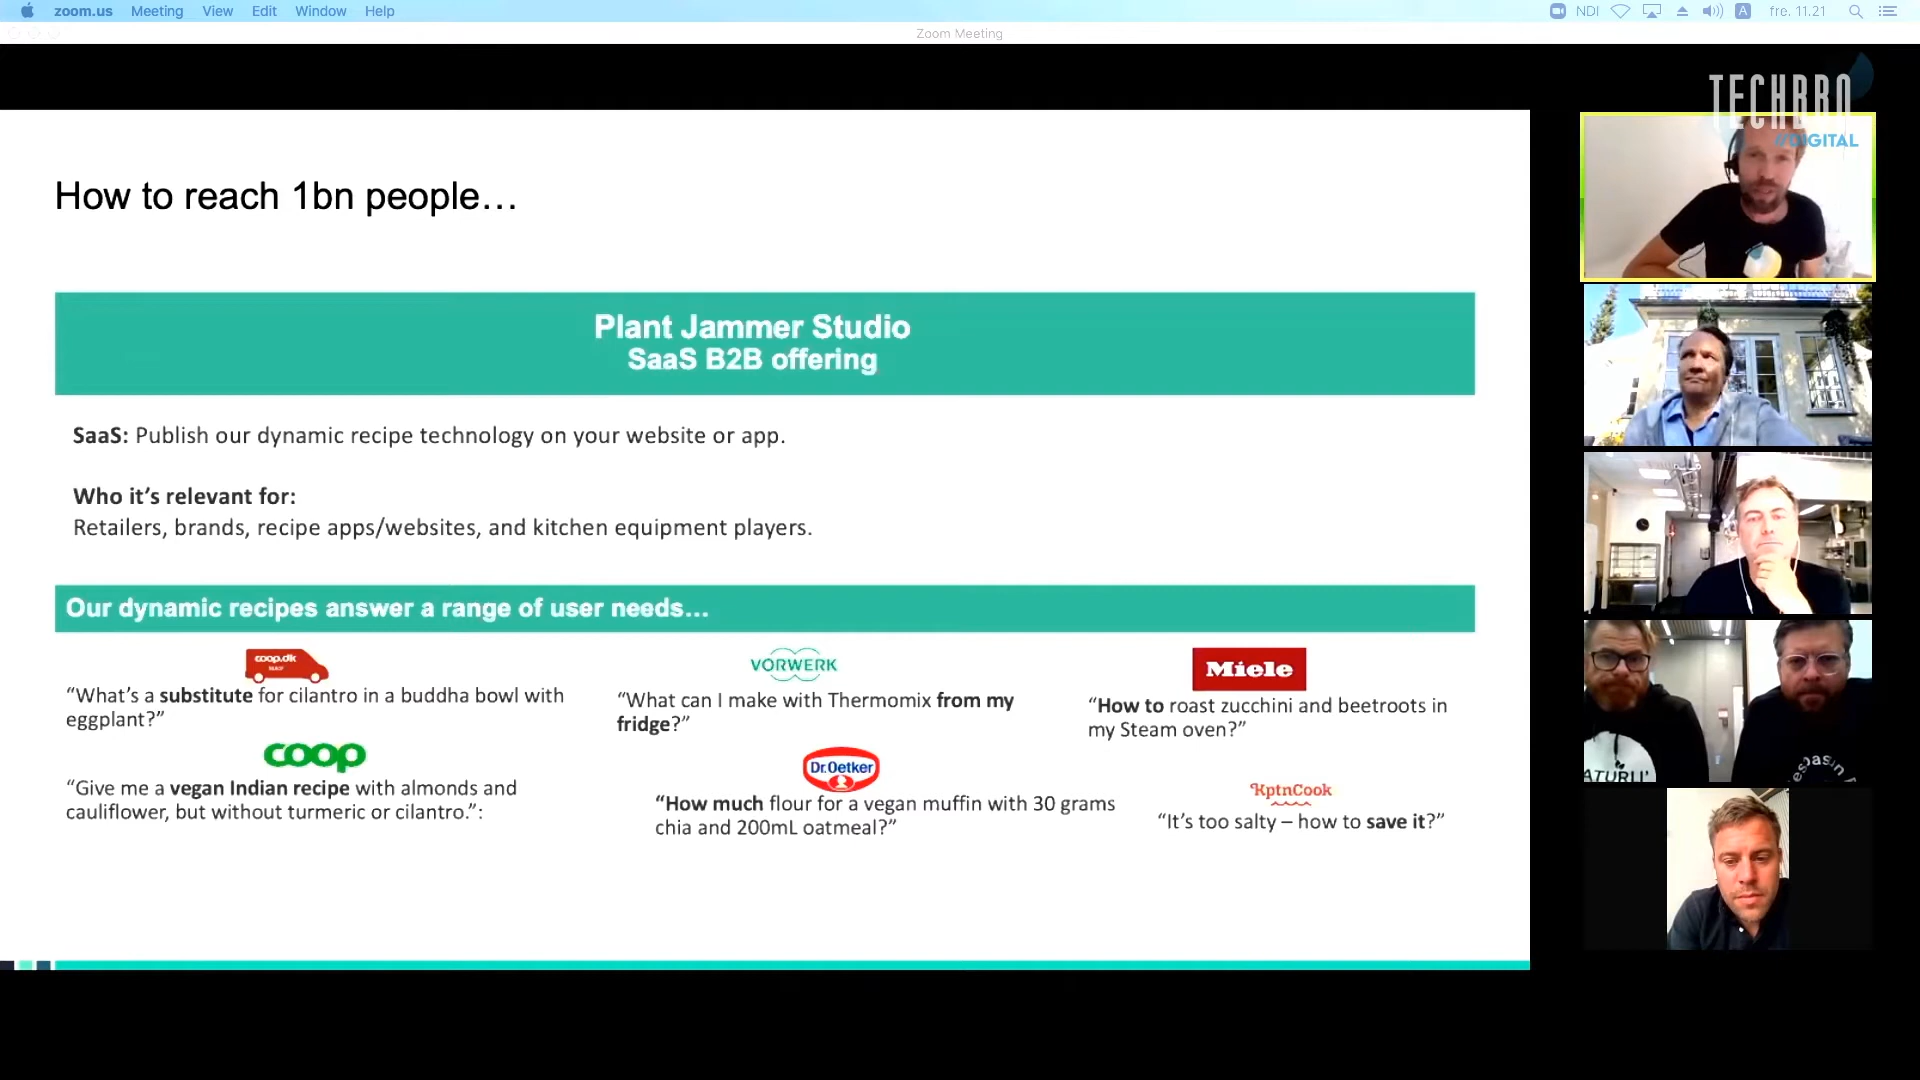 zoom.us Meeting View Edit Window Help
NDI A fre. 11.21
Zoom Meeting
TECHBBQ
//DIGITAL
How to reach 1bn people…
Plant Jammer Studio
SaaS B2B offering
SaaS: Publish our dynamic recipe technology on your website or app.
Who it’s relevant for:
Retailers, brands, recipe apps/websites, and kitchen equipment players.
Our dynamic recipes answer a range of user needs…
coop.dk
“What’s a substitute for cilantro in a buddha bowl with
eggplant?”
VORWERK
“What can I make with Thermomix from my
fridge?”
Miele
“How to roast zucchini and beetroots in
my Steam oven?”
coop
“Give me a vegan Indian recipe with almonds and
cauliflower, but without turmeric or cilantro.”:
Dr.Oetker
“How much flour for a vegan muffin with 30 grams
chia and 200mL oatmeal?”
KptnCook
“It’s too salty – how to save it?”